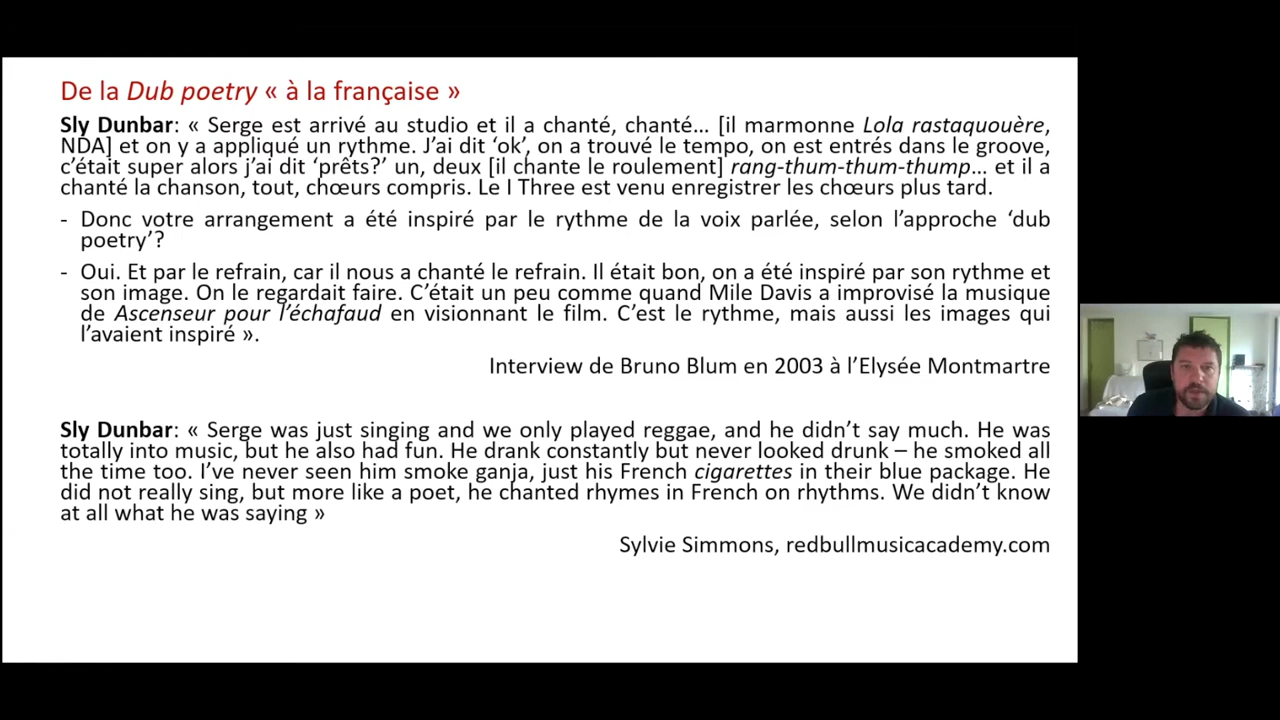 De la Dub poetry « à la française »
Sly Dunbar: « Serge est arrivé au studio et il a chanté, chanté… [il marmonne Lola rastaquouère,
NDA] et on y a appliqué un rythme. J’ai dit ‘ok’, on a trouvé le tempo, on est entrés dans le groove,
c’était super alors j’ai dit ‘prêts?’ un, deux [il chante le roulement] rang-thum-thum-thump… et il a
chanté la chanson, tout, chœurs compris. Le I Three est venu enregistrer les chœurs plus tard.
- Donc votre arrangement a été inspiré par le rythme de la voix parlée, selon l’approche ‘dub
poetry’?
- Oui. Et par le refrain, car il nous a chanté le refrain. Il était bon, on a été inspiré par son rythme et
son image. On le regardait faire. C’était un peu comme quand Mile Davis a improvisé la musique
de Ascenseur pour l’échafaud en visionnant le film. C’est le rythme, mais aussi les images qui
l’avaient inspiré ».
Interview de Bruno Blum en 2003 à l’Elysée Montmartre
Sly Dunbar: « Serge was just singing and we only played reggae, and he didn’t say much. He was
totally into music, but he also had fun. He drank constantly but never looked drunk – he smoked all
the time too. I’ve never seen him smoke ganja, just his French cigarettes in their blue package. He
did not really sing, but more like a poet, he chanted rhymes in French on rhythms. We didn’t know
at all what he was saying »
Sylvie Simmons, redbullmusicacademy.com